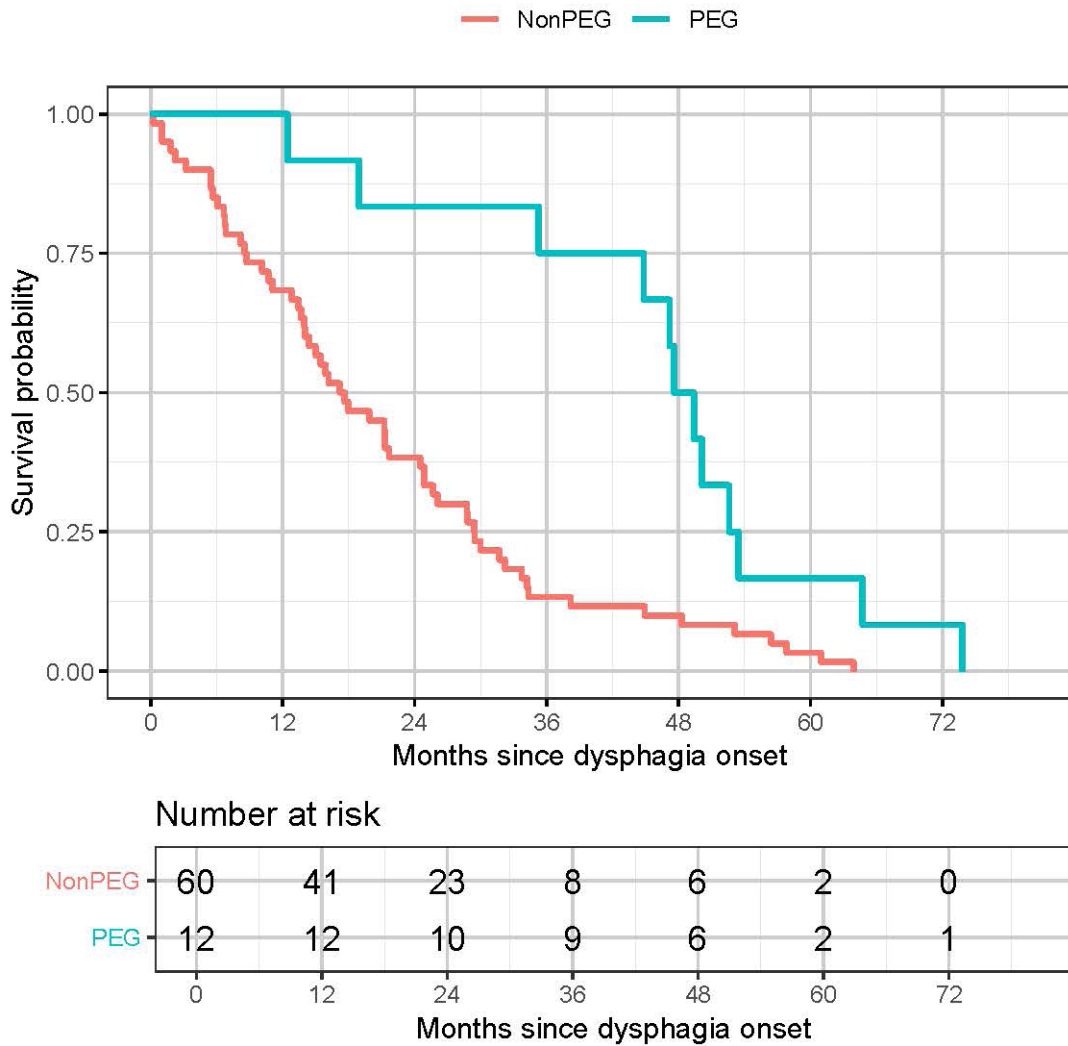 NonPEG PEG
Survival probability
1.00
0.75
0.50
0.25
0.00
0 12 24 36 48 60 72
Months since dysphagia onset
Number at risk
NonPEG 60 41 23 8 6 2 0
PEG 12 12 10 9 6 2 1
0 12 24 36 48 60 72
Months since dysphagia onset